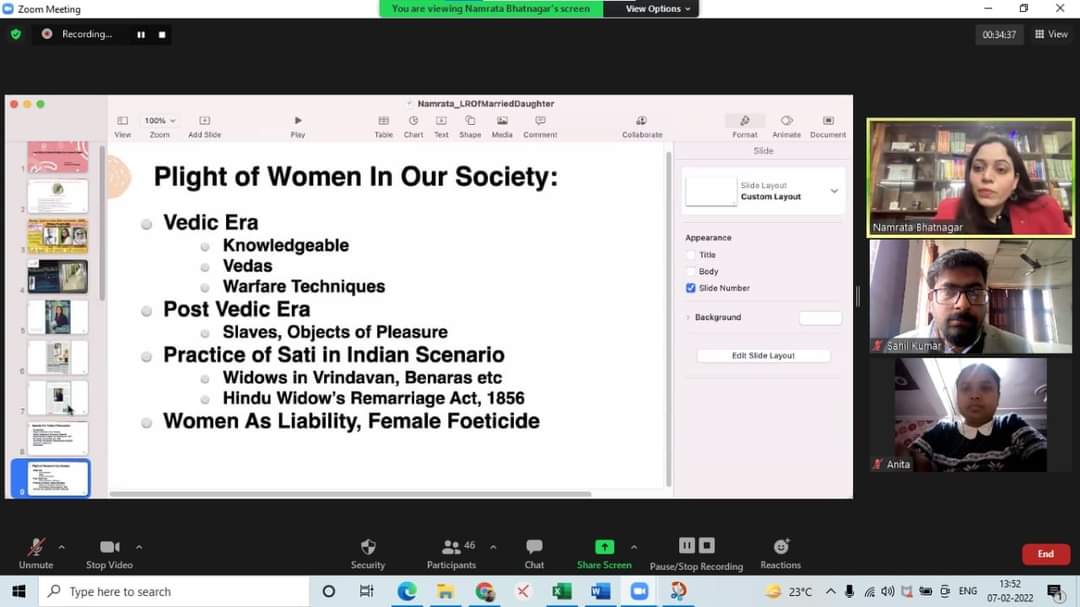 Zoom Meeting
You are viewing Namrata Bhatnagar's screen
View Options
Recording...
00:34:37
View
Namrata_LROfMarriedDaughter
100%
View Zoom Add Slide Play Table Chart Text Shape Media Comment Collaborate Format Animate Document
Slide
Plight of Women In Our Society:
Vedic Era
Knowledgeable
Vedas
Warfare Techniques
Post Vedic Era
Slaves, Objects of Pleasure
Practice of Sati in Indian Scenario
Widows in Vrindavan, Benaras etc
Hindu Widow's Remarriage Act, 1856
Women As Liability, Female Foeticide
1
2
3
4
5
6
7
8
9
Slide Layout
Custom Layout
Appearance
Title
Body
Slide Number
Background
Edit Slide Layout
Namrata Bhatnagar
Sahil Kumar
Anita
46
Unmute Stop Video Security Participants Chat Share Screen Pause/Stop Recording Reactions
End
Type here to search
23°C
ENG
13:52
07-02-2022
1